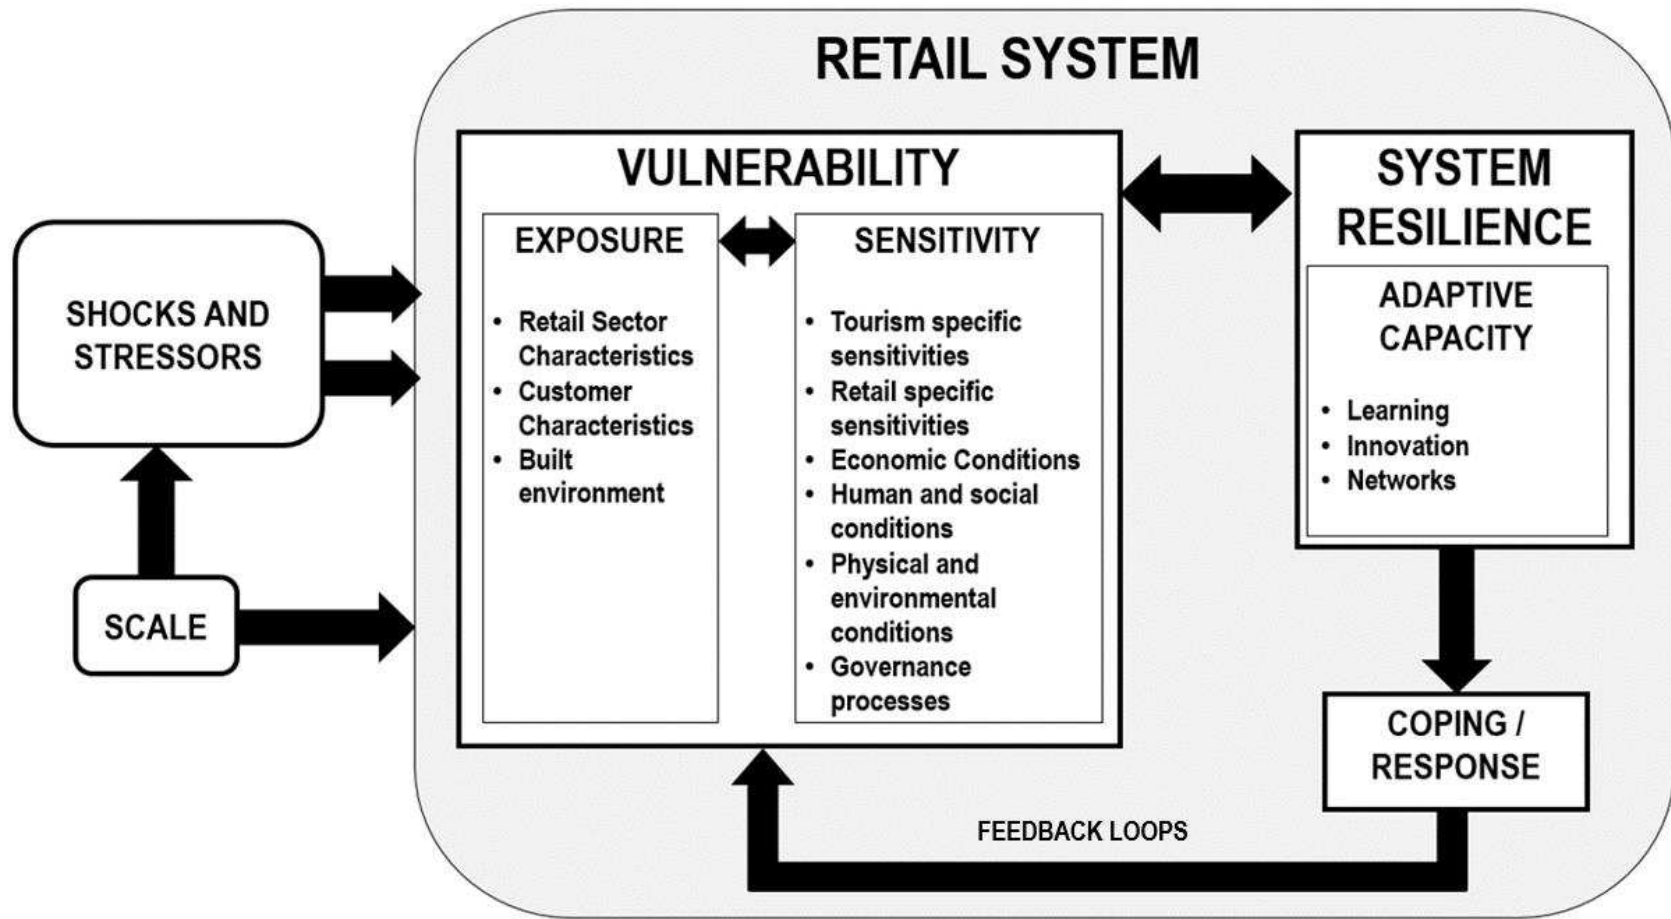 RETAIL SYSTEM
VULNERABILITY
EXPOSURE
• Retail Sector
Characteristics
• Customer
Characteristics
• Built
environment
SENSITIVITY
• Tourism specific
sensitivities
• Retail specific
sensitivities
• Economic Conditions
• Human and social
conditions
• Physical and
environmental
conditions
• Governance
processes
SYSTEM
RESILIENCE
ADAPTIVE
CAPACITY
• Learning
• Innovation
• Networks
SHOCKS AND
STRESSORS
SCALE
COPING /
RESPONSE
FEEDBACK LOOPS